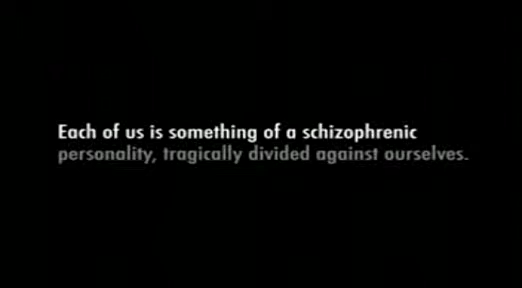 Each of us is something of a schizophrenic
personality, tragically divided against ourselves.